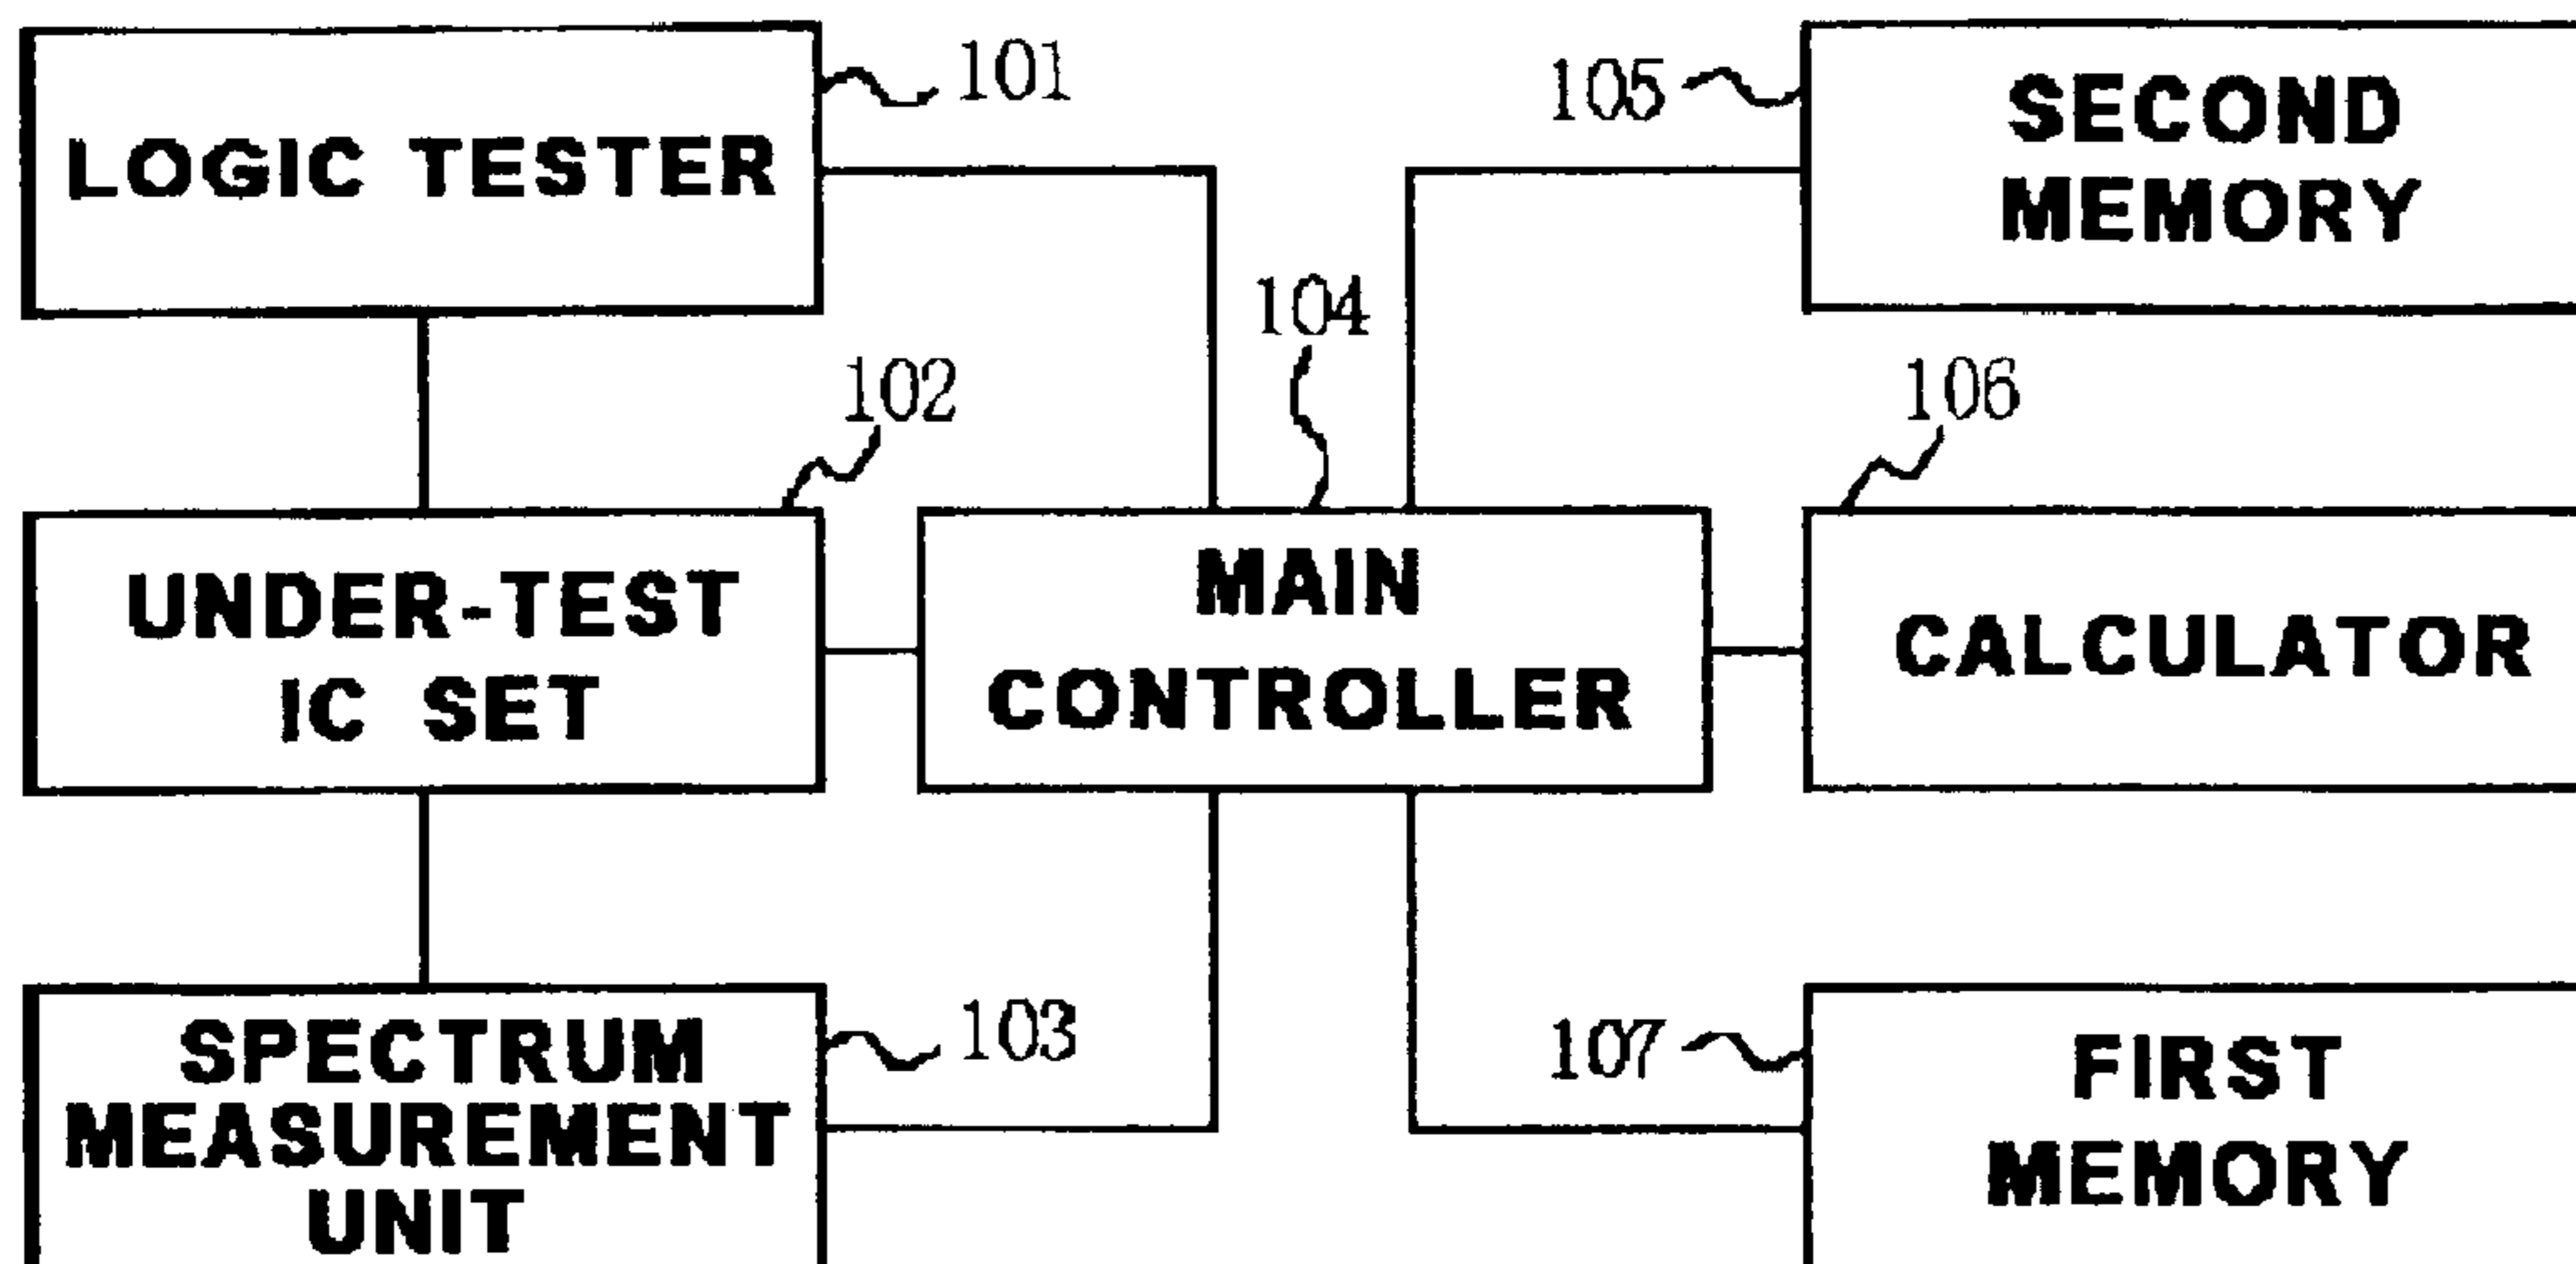 LOGIC TESTER
101
105
SECOND
MEMORY
104
102
106
UNDER-TEST
IC SET
MAIN
CONTROLLER
CALCULATOR
SPECTRUM
MEASUREMENT
UNIT
103
107
FIRST
MEMORY